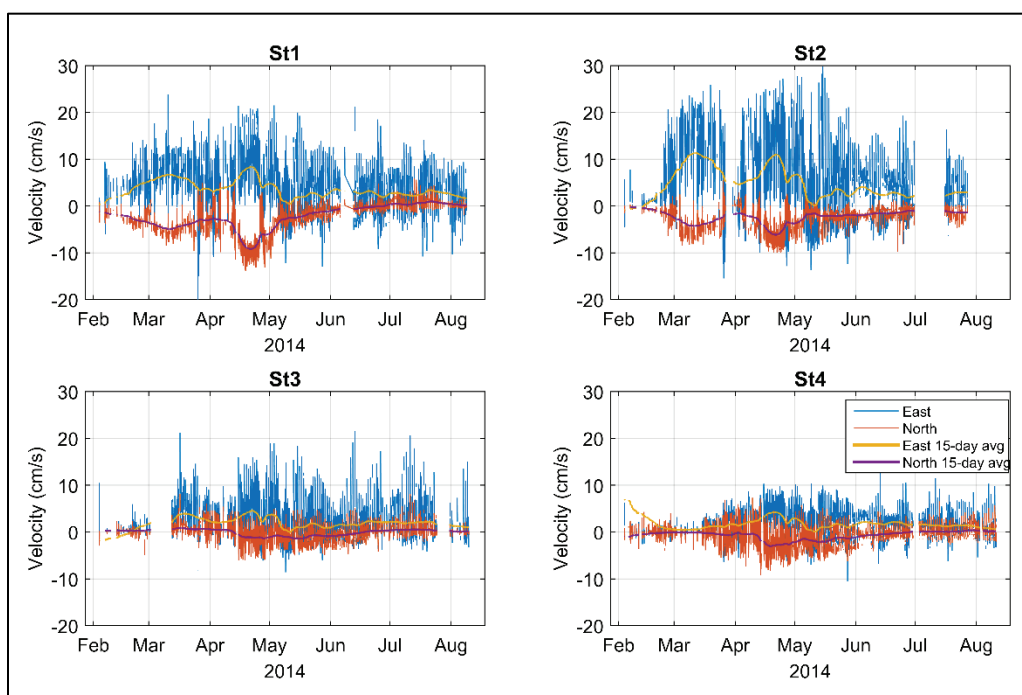 St1
Velocity (cm/s)
30
20
10
0
-10
-20
Feb Mar Apr May Jun Jul Aug
2014
St2
Velocity (cm/s)
30
20
10
0
-10
-20
Feb Mar Apr May Jun Jul Aug
2014
St3
Velocity (cm/s)
30
20
10
0
-10
-20
Feb Mar Apr May Jun Jul Aug
2014
St4
Velocity (cm/s)
30
20
10
0
-10
-20
Feb Mar Apr May Jun Jul Aug
2014
East
North
East 15-day avg
North 15-day avg